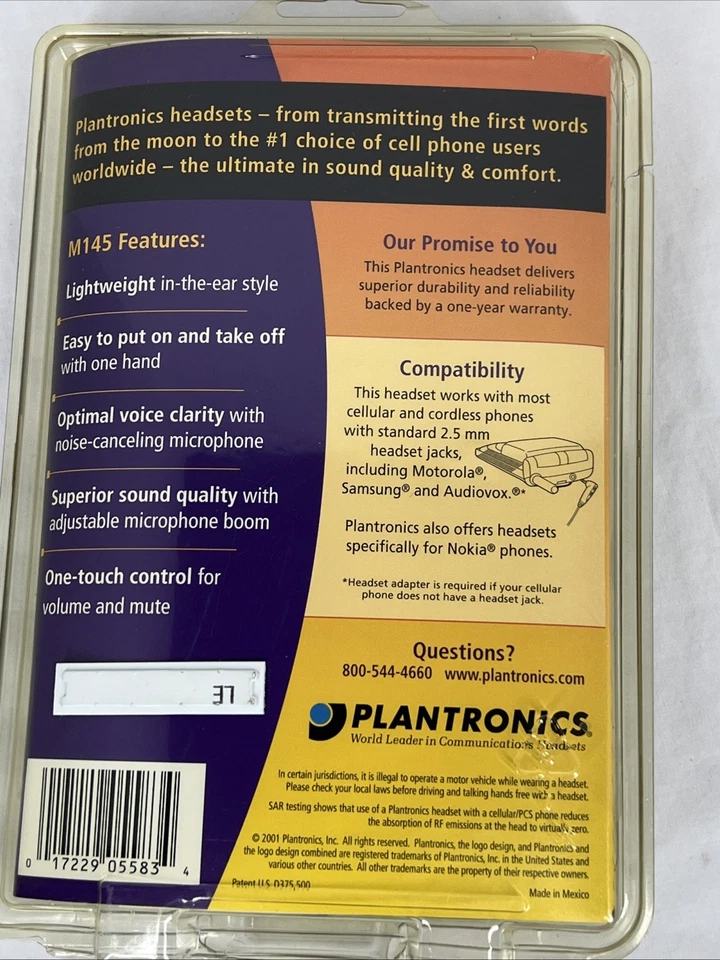 Plantronics headsets – from transmitting the first words
from the moon to the #1 choice of cell phone users
worldwide – the ultimate in sound quality & comfort.
M145 Features:
Lightweight in-the-ear style
Easy to put on and take off
with one hand
Optimal voice clarity with
noise-canceling microphone
Superior sound quality with
adjustable microphone boom
One-touch control for
volume and mute
Our Promise to You
This Plantronics headset delivers
superior durability and reliability
backed by a one-year warranty.
Compatibility
This headset works with most
cellular and cordless phones
with standard 2.5 mm
headset jacks,
including Motorola®,
Samsung® and Audiovox.®*
Plantronics also offers headsets
specifically for Nokia® phones.
*Headset adapter is required if your cellular
phone does not have a headset jack.
Questions?
800-544-4660 www.plantronics.com
PLANTRONICS®
World Leader in Communications Headsets
In certain jurisdictions, it is illegal to operate a motor vehicle while wearing a headset.
Please check your local laws before driving and talking hands free with a headset.
SAR testing shows that use of a Plantronics headset with a cellular/PCS phone reduces
the absorption of RF emissions at the head to virtually zero.
© 2001 Plantronics, Inc. All rights reserved. Plantronics, the logo design, and Plantronics and
the logo design combined are registered trademarks of Plantronics, Inc. in the United States and
various other countries. All other trademarks are the property of their respective owners.
Patent U.S. D375,500
Made in Mexico
0 17229 05583 4